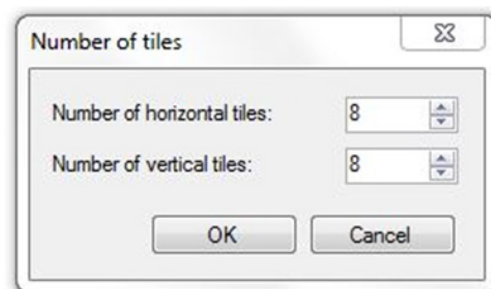 Number of tiles
Number of horizontal tiles: 8
Number of vertical tiles: 8
OK Cancel